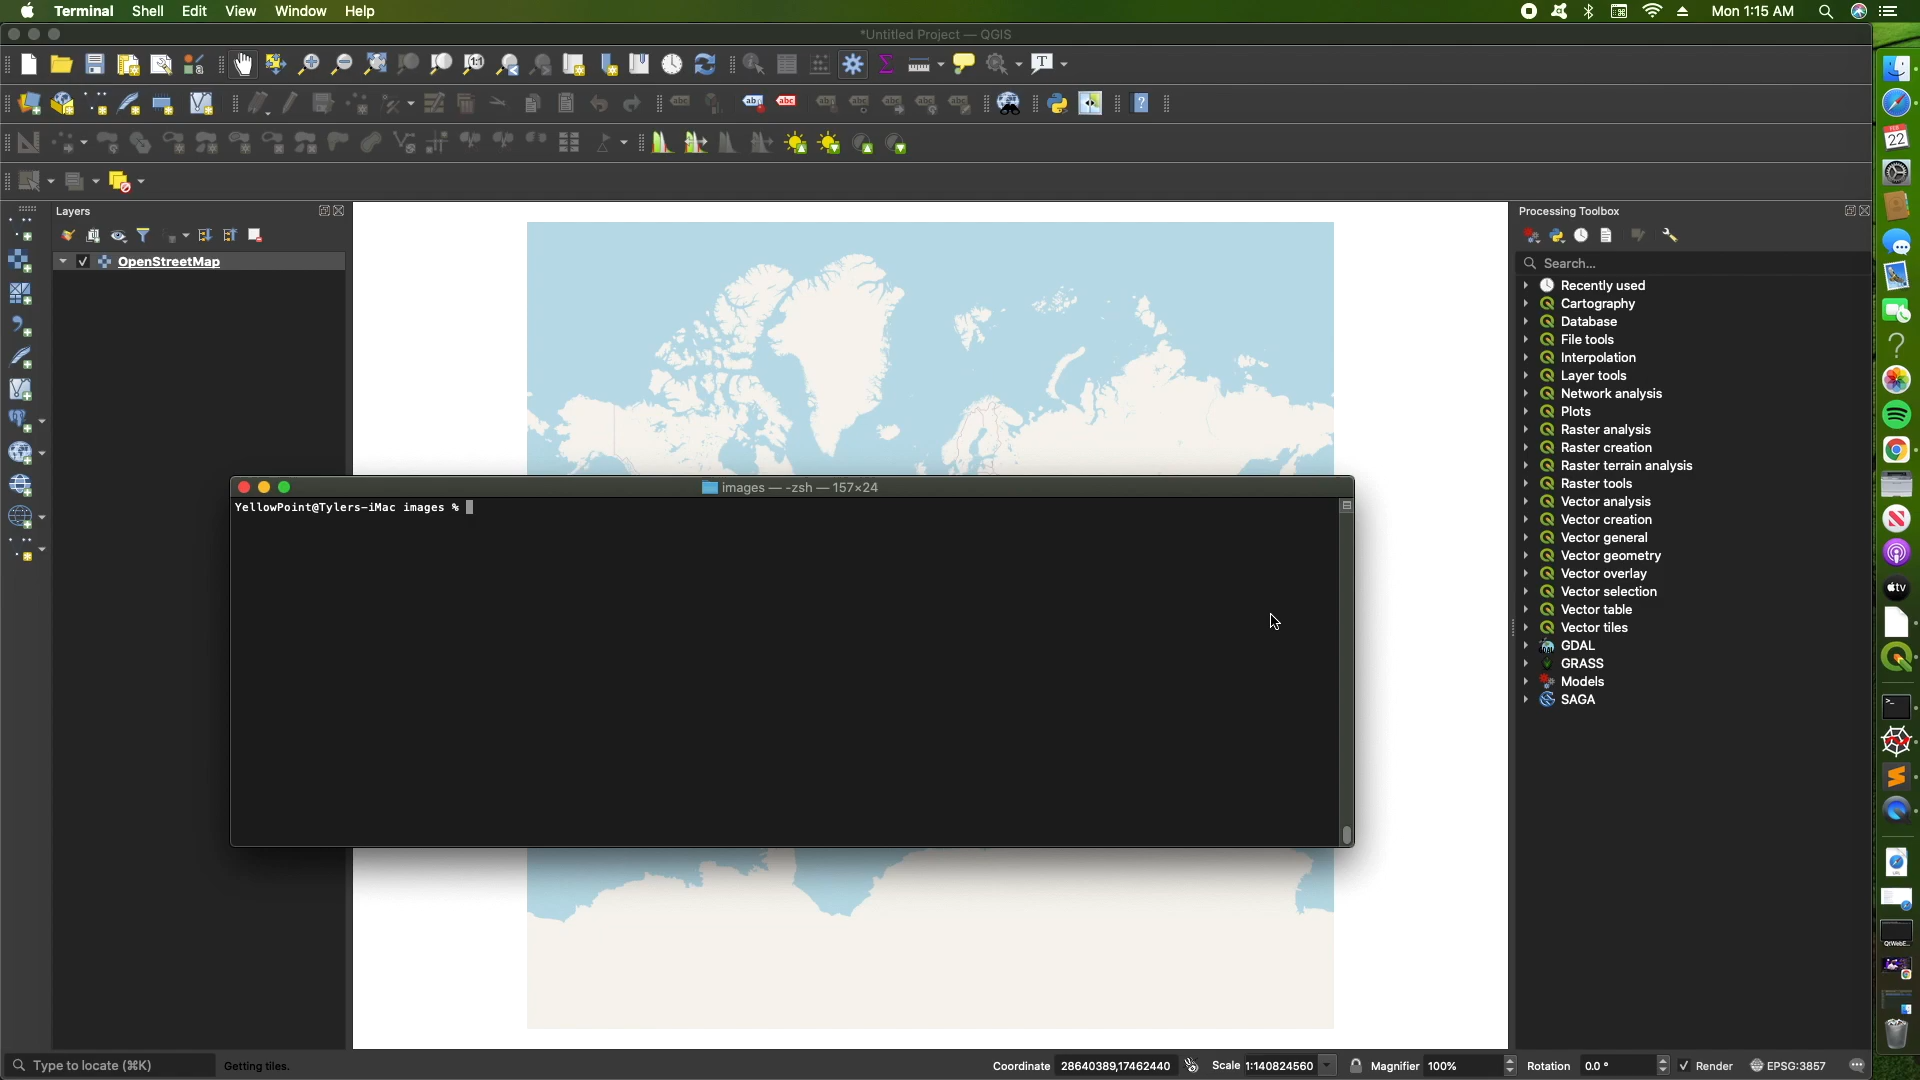 Terminal Shell Edit View Window Help
Mon 1:15 AM
*Untitled Project — QGIS
Layers
OpenStreetMap
images — -zsh — 157×24
YellowPoint@Tylers-iMac images %
Processing Toolbox
Search...
Recently used
Cartography
Database
File tools
Interpolation
Layer tools
Network analysis
Plots
Raster analysis
Raster creation
Raster terrain analysis
Raster tools
Vector analysis
Vector creation
Vector general
Vector geometry
Vector overlay
Vector selection
Vector table
Vector tiles
GDAL
GRASS
Models
SAGA
Type to locate (⌘K)
Getting tiles.
Coordinate 28640389,17462440
Scale 1:140824560
Magnifier 100%
Rotation 0.0 °
Render
EPSG:3857
22
tv